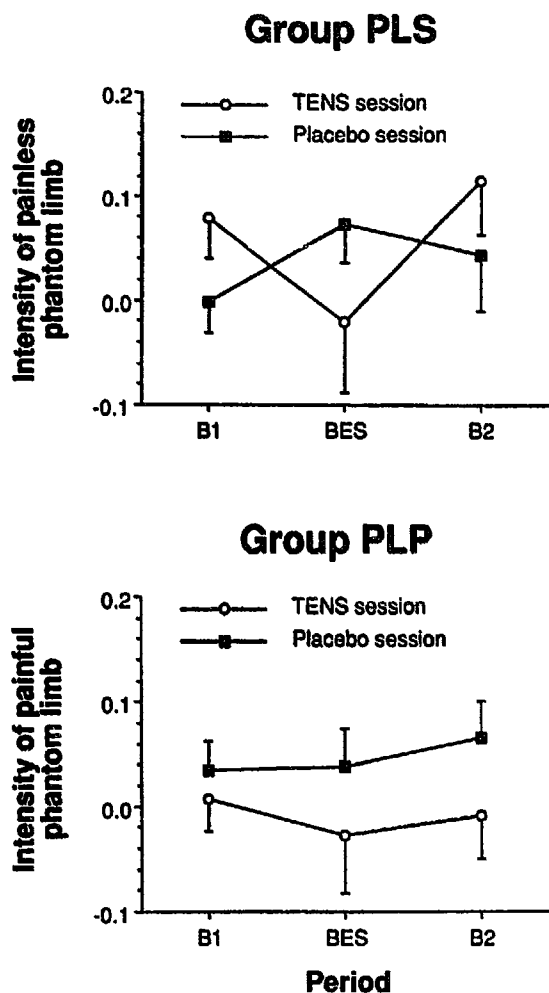 Group PLS
0.2
0.1
0.0
-0.1
Intensity of painless
phantom limb
TENS session
Placebo session
B1 BES B2
Group PLP
0.2
0.1
0.0
-0.1
Intensity of painful
phantom limb
TENS session
Placebo session
B1 BES B2
Period